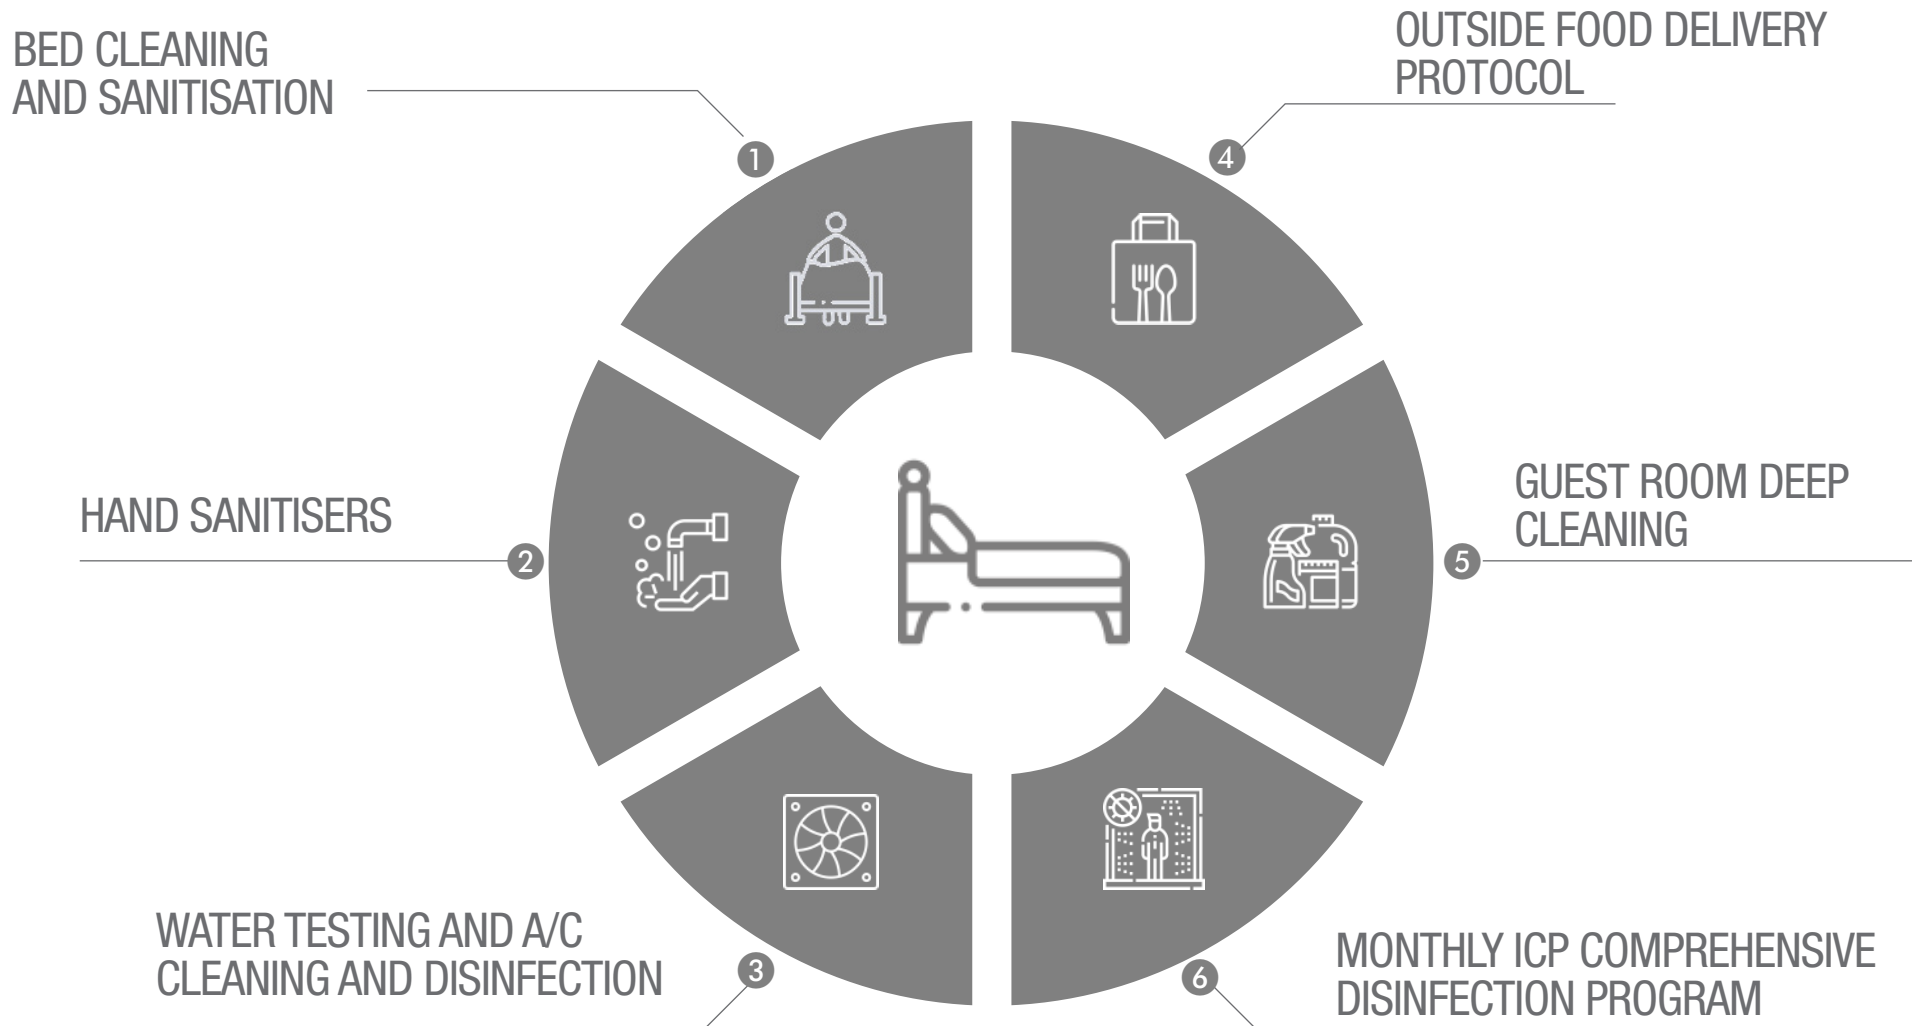 BED CLEANING
AND SANITISATION
1
HAND SANITISERS
2
WATER TESTING AND A/C
CLEANING AND DISINFECTION
3
OUTSIDE FOOD DELIVERY
PROTOCOL
4
GUEST ROOM DEEP
CLEANING
5
MONTHLY ICP COMPREHENSIVE
DISINFECTION PROGRAM
6